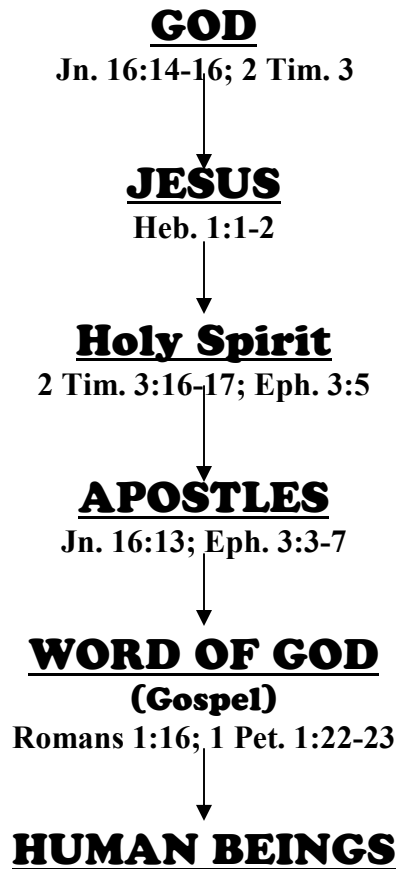 GOD
Jn. 16:14-16; 2 Tim. 3
JESUS
Heb. 1:1-2
Holy Spirit
2 Tim. 3:16-17; Eph. 3:5
APOSTLES
Jn. 16:13; Eph. 3:3-7
WORD OF GOD
(Gospel)
Romans 1:16; 1 Pet. 1:22-23
HUMAN BEINGS